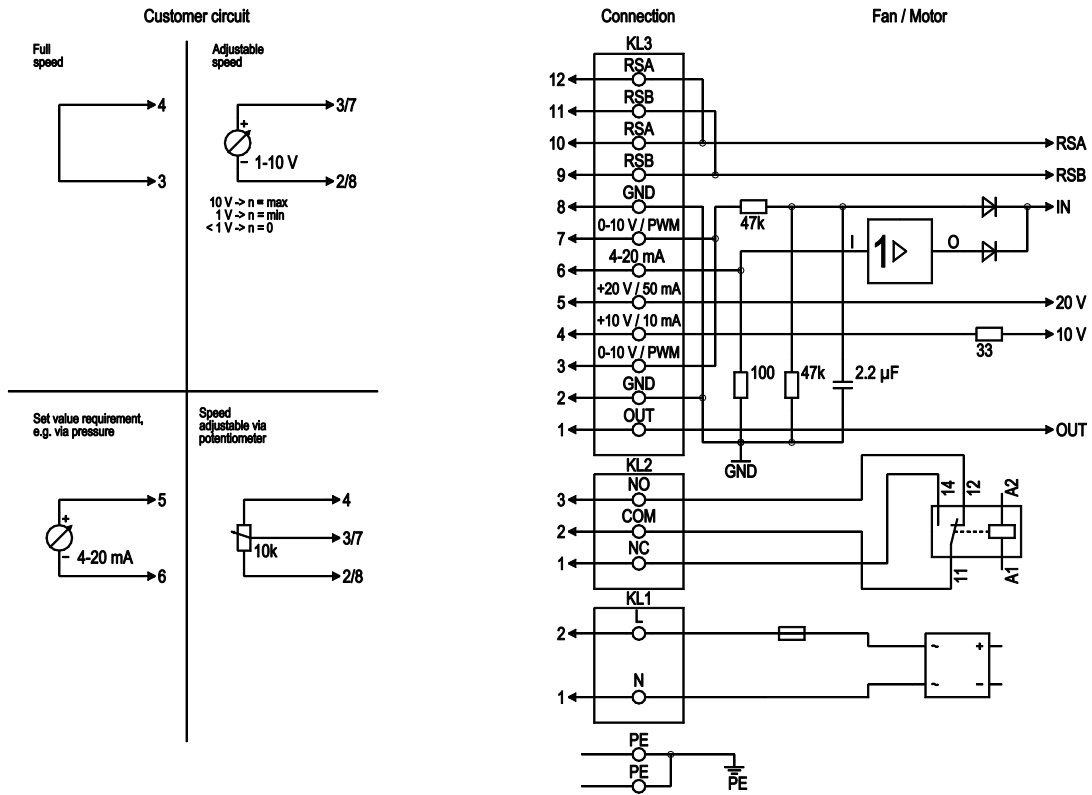 Customer circuit
Connection
Fan / Motor
Full
speed
4
3
Adjustable
speed
3/7
+
1-10 V
−
2/8
10 V -> n = max
1 V -> n = min
< 1 V -> n = 0
Set value requirement,
e.g. via pressure
5
+
4-20 mA
−
6
Speed
adjustable via
potentiometer
4
3/7
10k
2/8
KL3
12 RSA
11 RSB
10 RSA RSA
9 RSB RSB
8 GND IN
47k
7 0-10 V / PWM
I 1 O
6 4-20 mA
5 +20 V / 50 mA 20 V
4 +10 V / 10 mA 10 V
33
3 0-10 V / PWM
100 47k 2.2 µF
2 GND
1 OUT OUT
GND
KL2
3 NO
14 12 A2
2 COM
1 NC
11 A1
KL1
2 L
~ +
1 N
~ −
PE
PE
PE